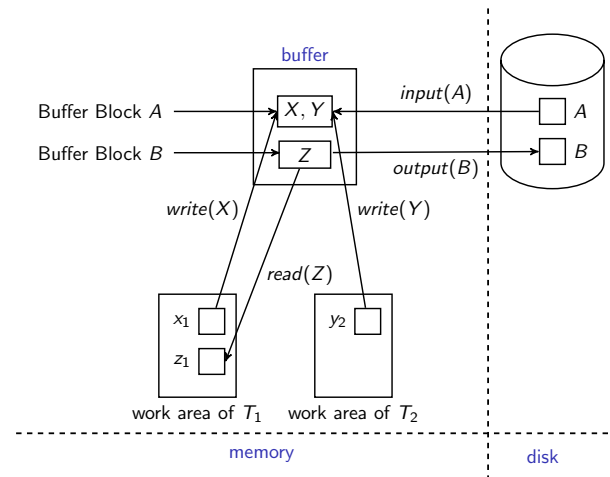 buffer
input(A)
Buffer Block A
X, Y
A
Buffer Block B
Z
B
output(B)
write(X)
write(Y)
read(Z)
x₁
y₂
z₁
work area of T₁
work area of T₂
memory
disk